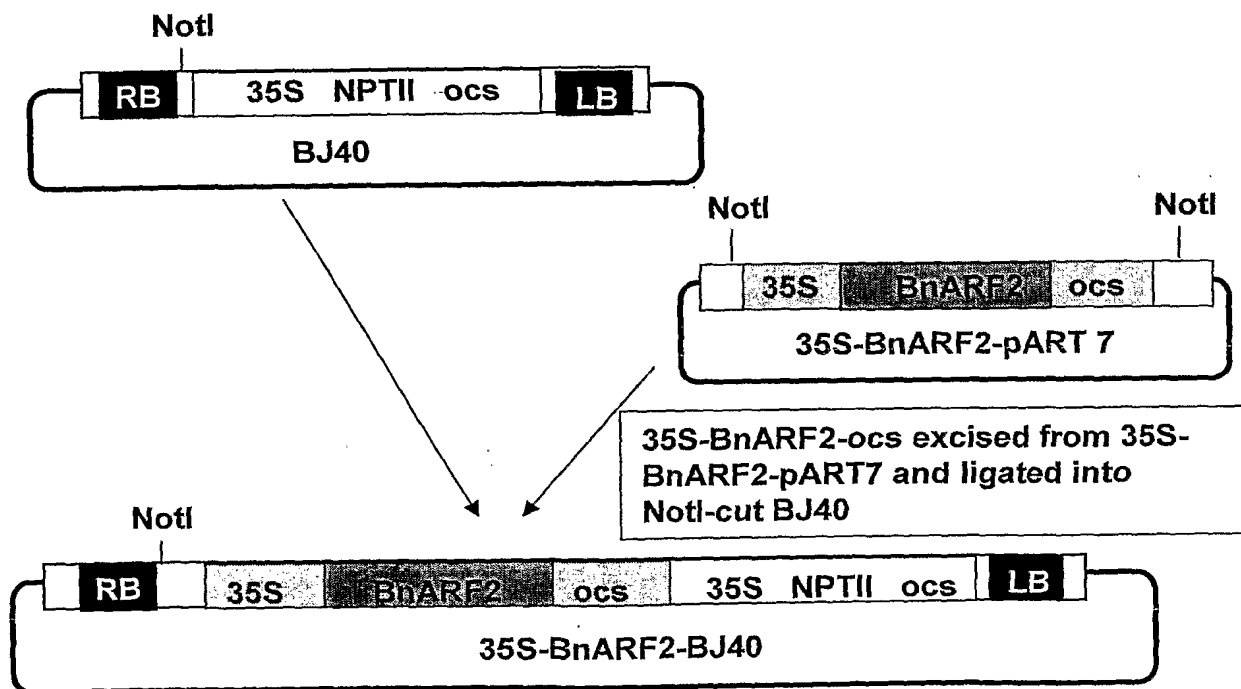 NotI
RB 35S NPTII ocs LB
BJ40
NotI NotI
35S BnARF2 ocs
35S-BnARF2-pART 7
35S-BnARF2-ocs excised from 35S-
BnARF2-pART7 and ligated into
NotI-cut BJ40
NotI
RB 35S BnARF2 ocs 35S NPTII ocs LB
35S-BnARF2-BJ40